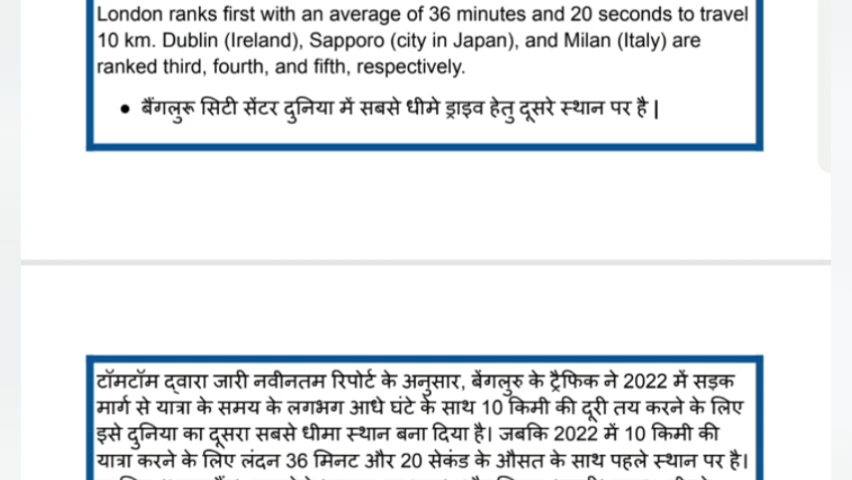 London ranks first with an average of 36 minutes and 20 seconds to travel
10 km. Dublin (Ireland), Sapporo (city in Japan), and Milan (Italy) are
ranked third, fourth, and fifth, respectively.
• बैंगलुरू सिटी सेंटर दुनिया में सबसे धीमे ड्राइव हेतु दूसरे स्थान पर है |
टॉमटॉम द्वारा जारी नवीनतम रिपोर्ट के अनुसार, बेंगलुरु के ट्रैफिक ने 2022 में सड़क
मार्ग से यात्रा के समय के लगभग आधे घंटे के साथ 10 किमी की दूरी तय करने के लिए
इसे दुनिया का दूसरा सबसे धीमा स्थान बना दिया है। जबकि 2022 में 10 किमी की
यात्रा करने के लिए लंदन 36 मिनट और 20 सेकंड के औसत के साथ पहले स्थान पर है।